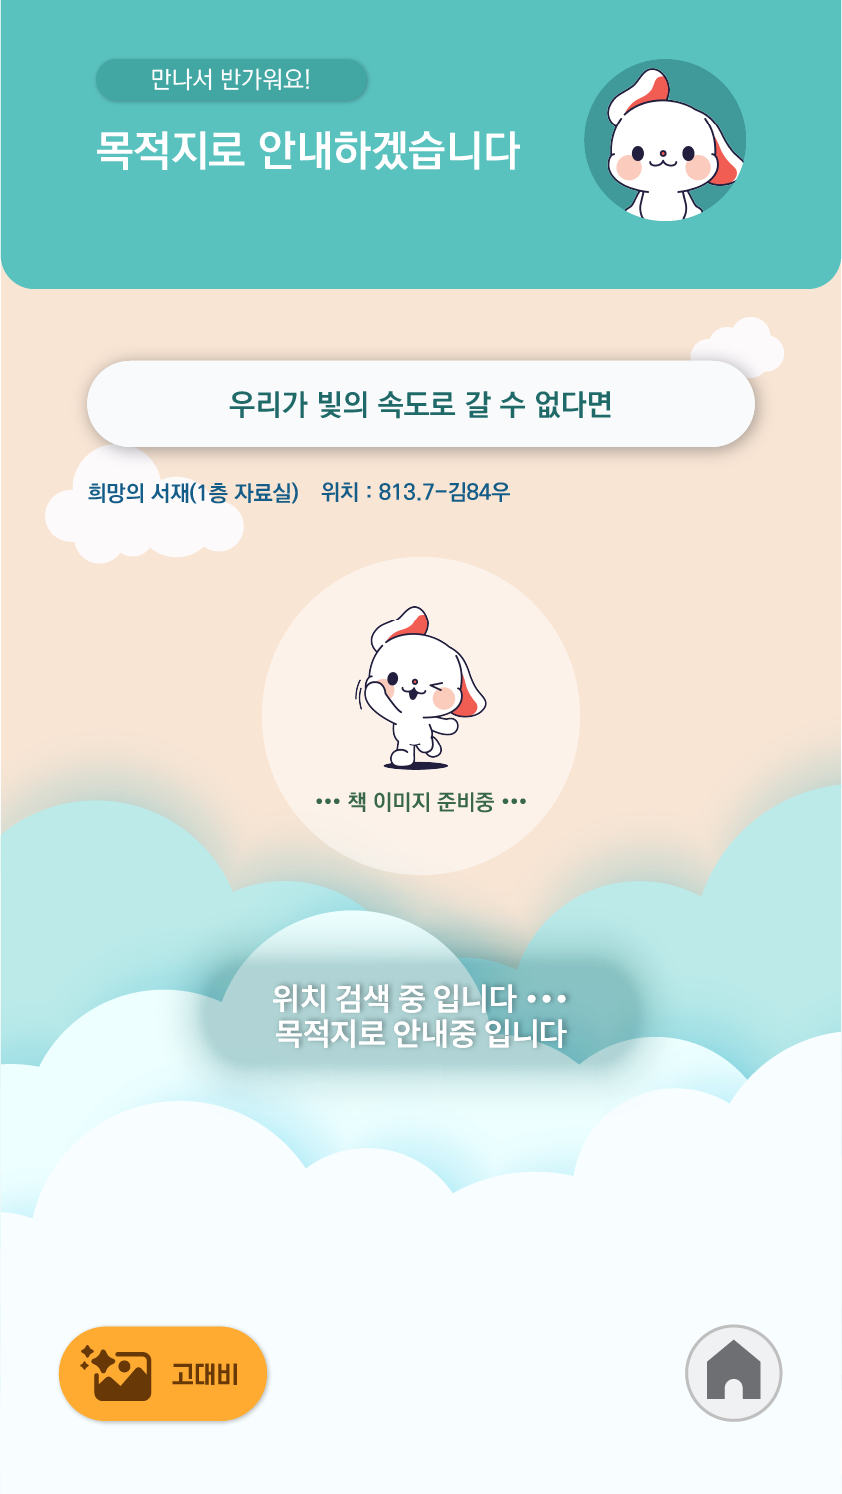 만나서 반가워요!
목적지로 안내하겠습니다
우리가 빛의 속도로 갈 수 없다면
희망의 서재(1층 자료실) 위치 : 813.7-김84우
••• 책 이미지 준비중 •••
위치 검색 중 입니다 •••
목적지로 안내중 입니다
고대비